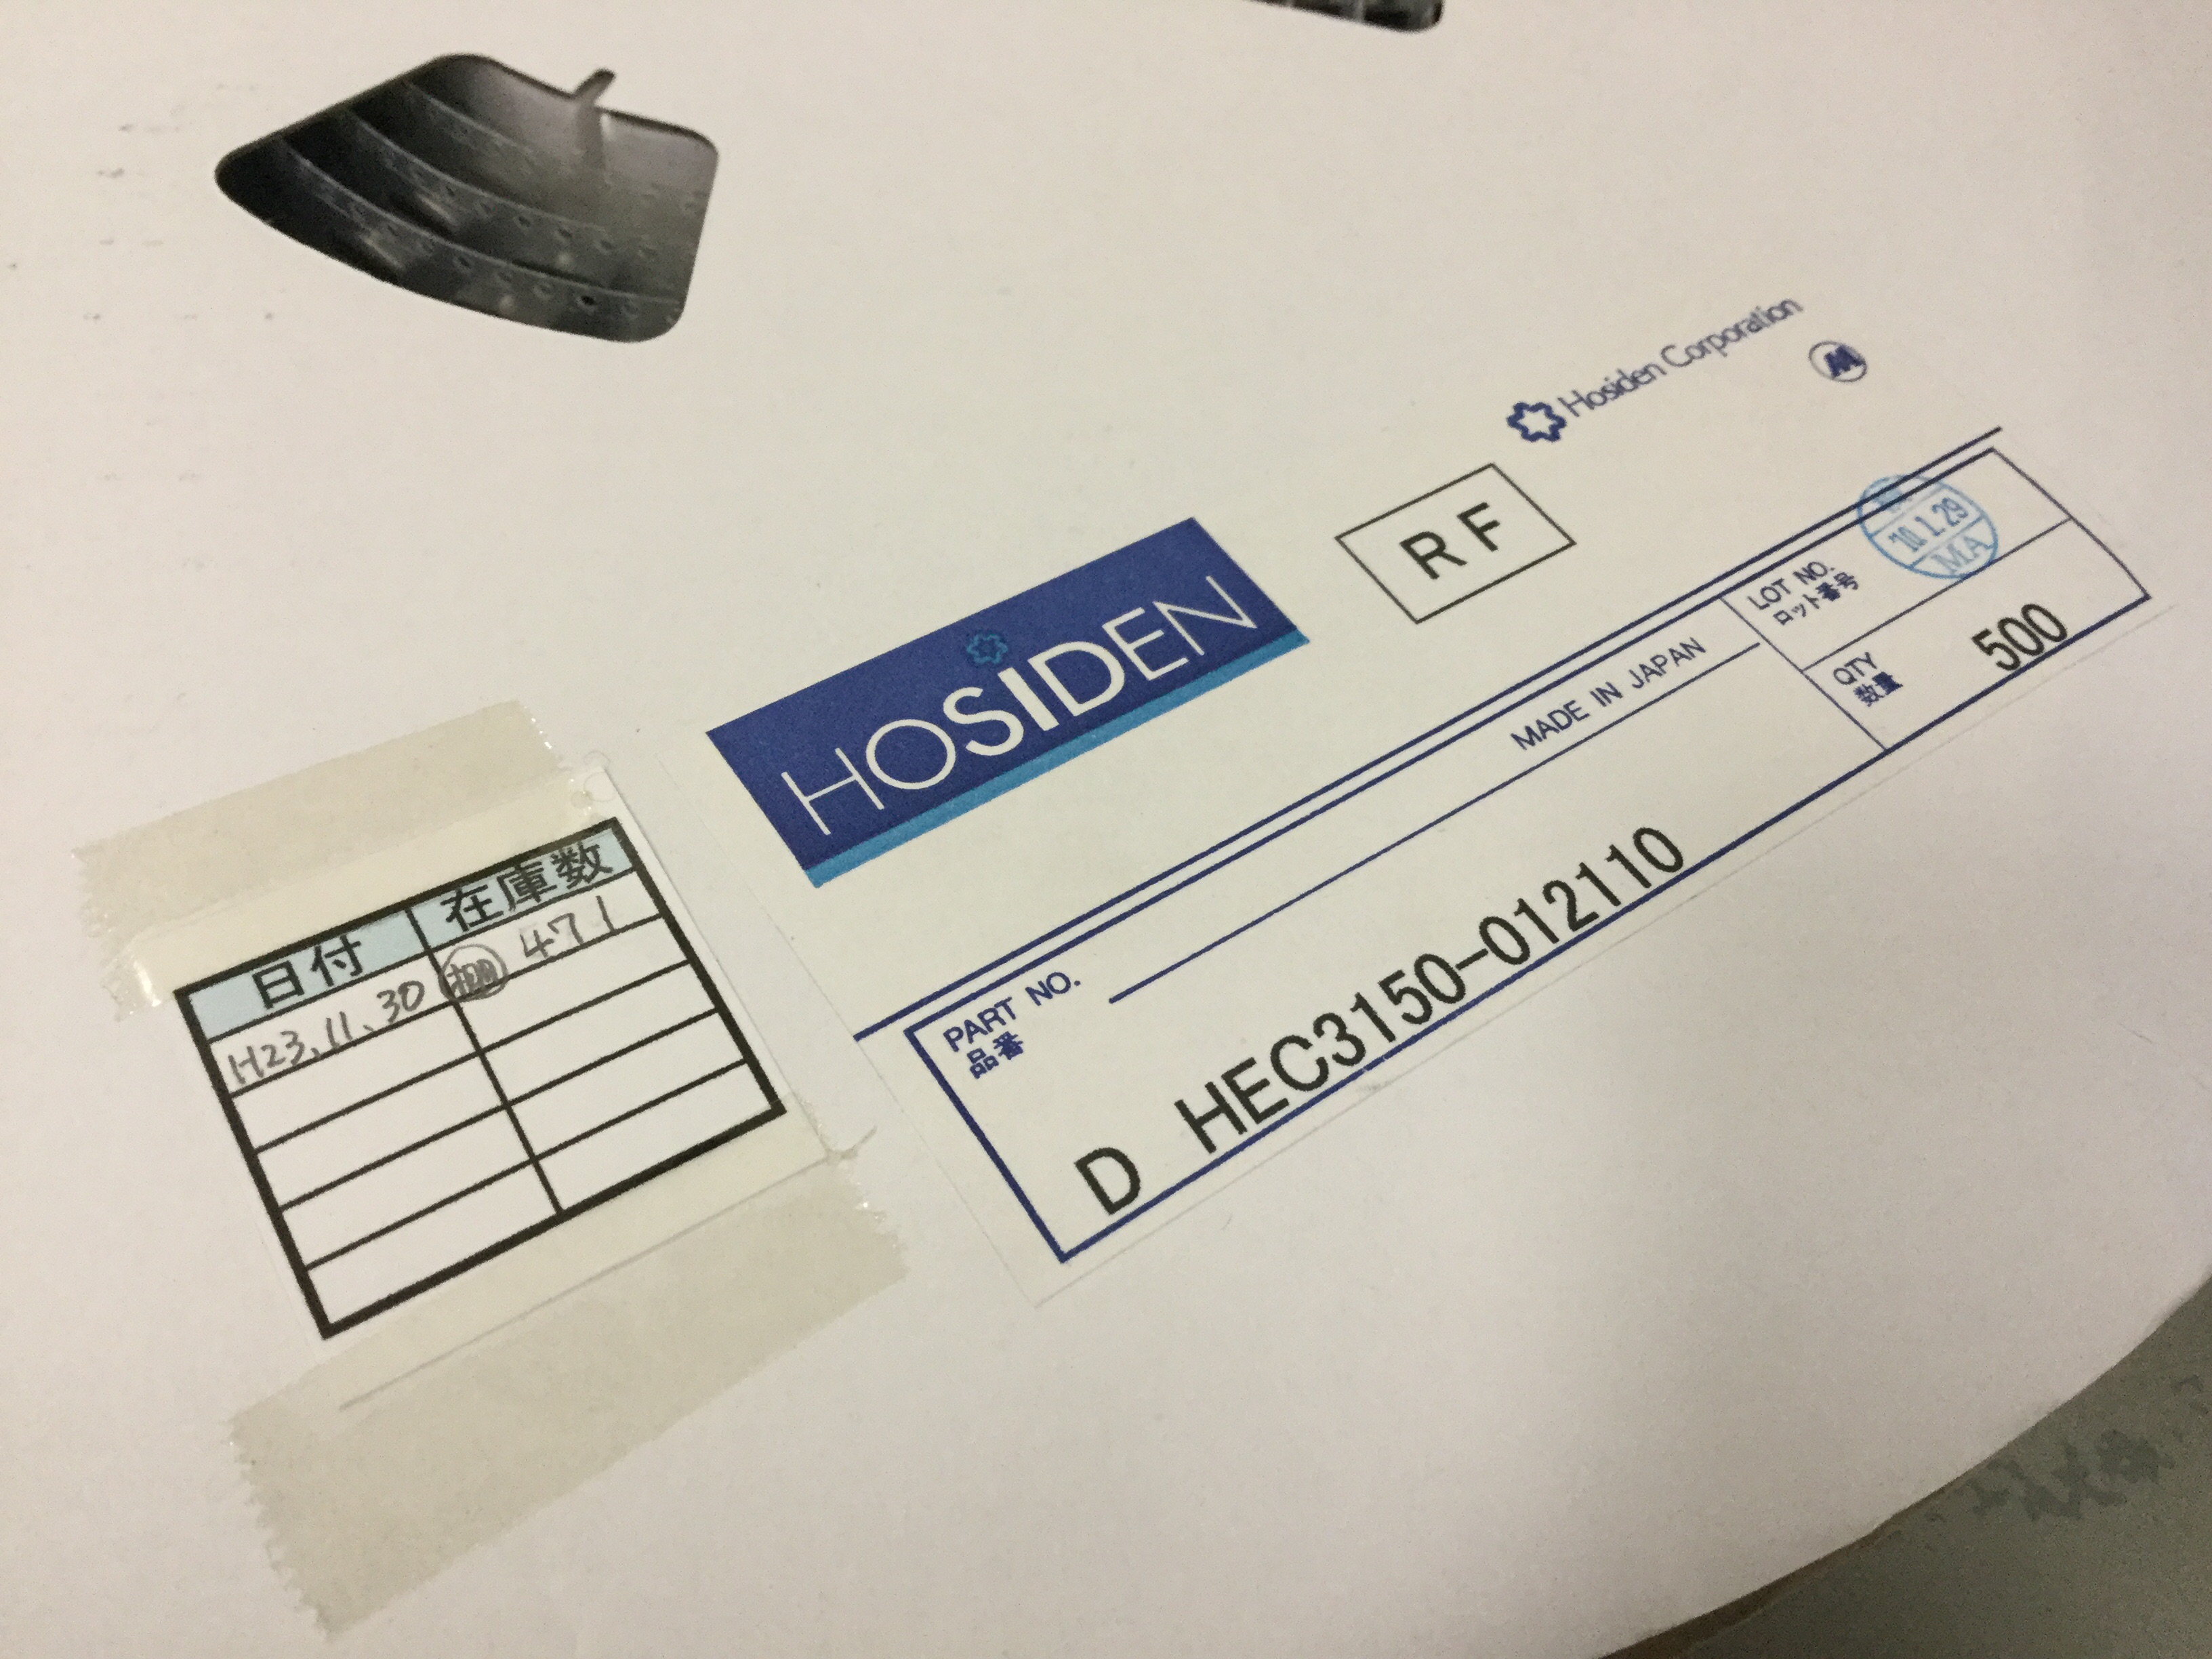 Hosiden Corporation
M
RF
HOSIDEN
LOT NO.
ロット番号
'10.1.29
MA
QTY
数量
500
MADE IN JAPAN
PART NO.
品番
D HEC3150-012110
日付 在庫数
H23.11.30 471